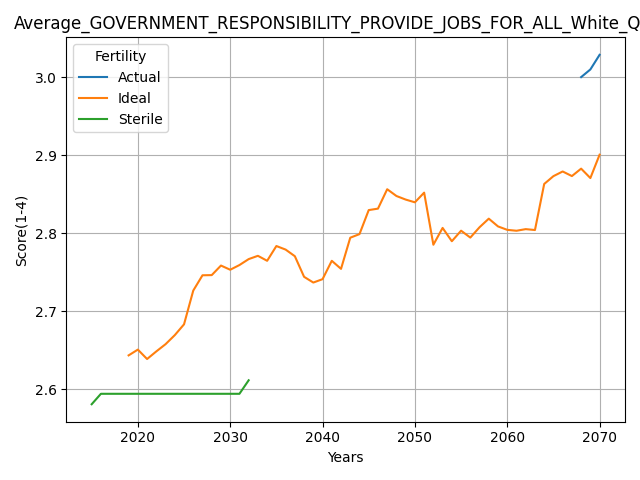 Average_GOVERNMENT_RESPONSIBILITY_PROVIDE_JOBS_FOR_ALL_White_Q
Fertility
Actual
Ideal
Sterile
3.0
2.9
2.8
2.7
2.6
Score(1-4)
2020 2030 2040 2050 2060 2070
Years